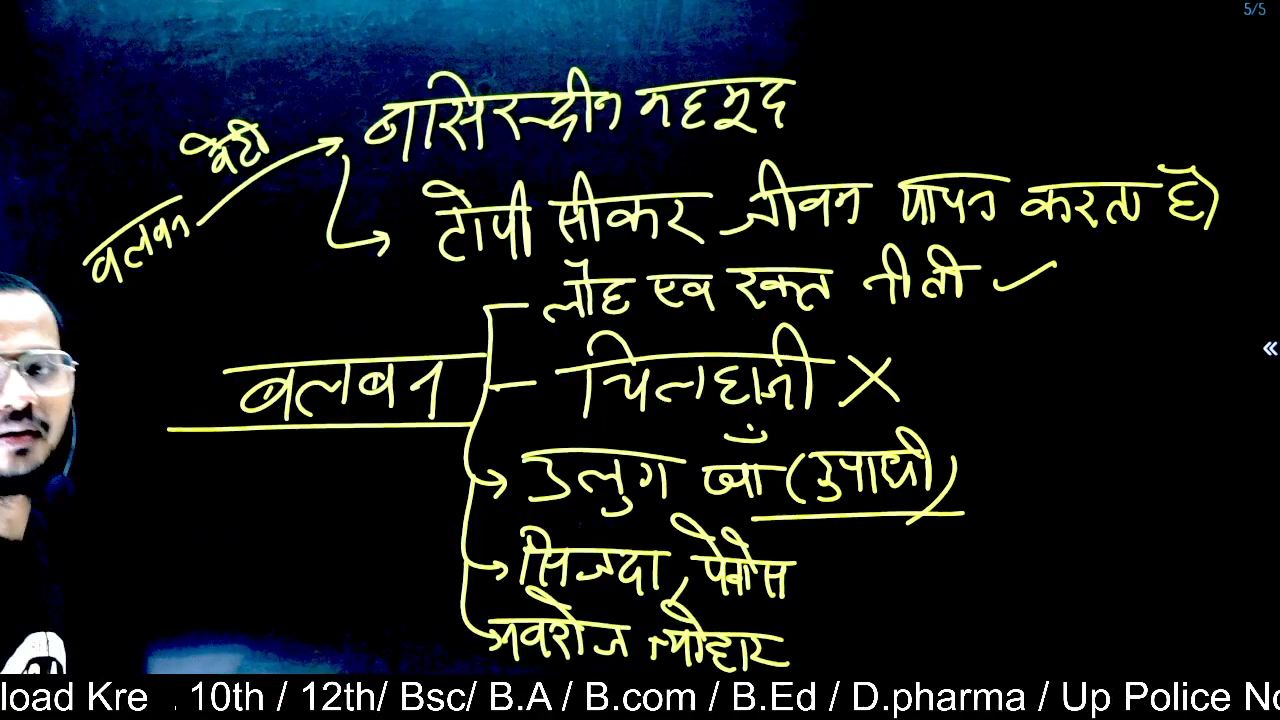 5/5
नासिरुद्दीन महमूद
बेटी
बलबन
टोपी सीकर जीवन यापन करता है)
लौह एव रक्त नीती
बलबन
चिलहानी X
उलुग खाँ (उपाधी)
सिजदा, पैबोस
नवरोज त्योहार
load Kre . 10th / 12th/ Bsc/ B.A / B.com / B.Ed / D.pharma / Up Police No